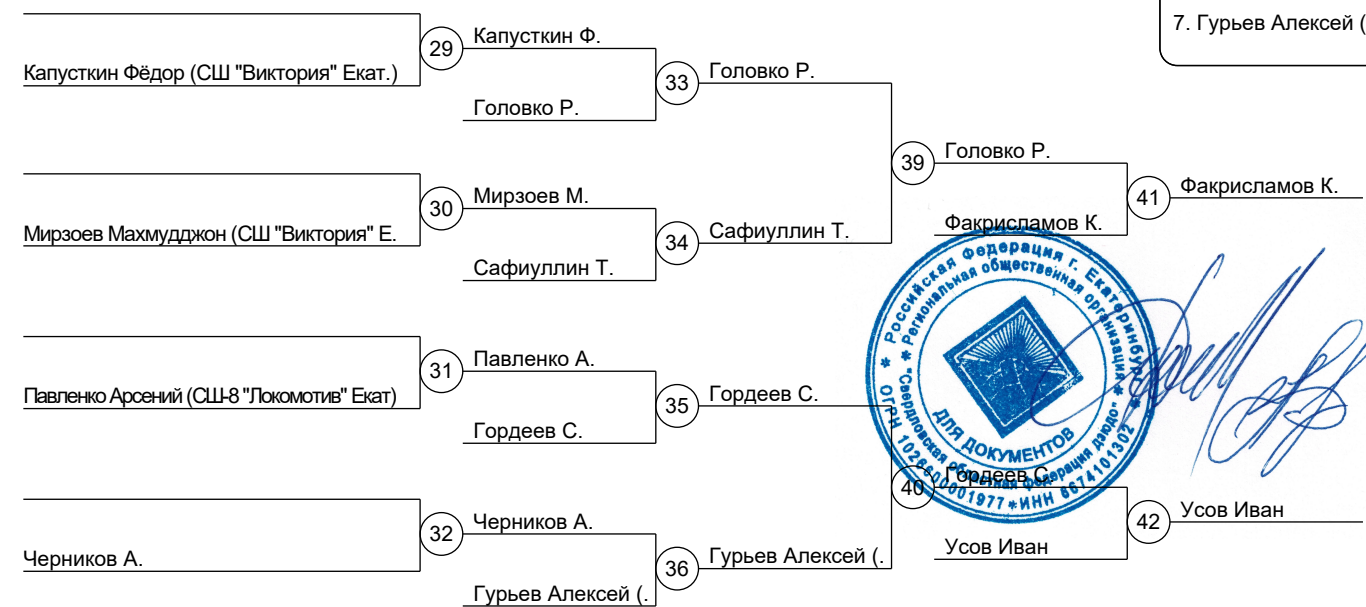 7. Гурьев Алексей (
29
Капусткин Ф.
Капусткин Фёдор (СШ "Виктория" Екат.)
33
Головко Р.
Головко Р.
39
Головко Р.
30
Мирзоев М.
41
Факрисламов К.
Мирзоев Махмудджон (СШ "Виктория" Е.
34
Сафиуллин Т.
Факрисламов К.
Сафиуллин Т.
31
Павленко А.
Павленко Арсений (СШ-8 "Локомотив" Екат)
35
Гордеев С.
Гордеев С.
40
Гордеев С.
32
Черников А.
42
Усов Иван
Черников А.
36
Гурьев Алексей (.
Усов Иван
Гурьев Алексей (.
* Российская Федерация г. Екатеринбург *
ОГРН 1026600001977 * ИНН 6674101302
* Региональная общественная организация *
"Свердловская областная федерация дзюдо"
ДЛЯ ДОКУМЕНТОВ